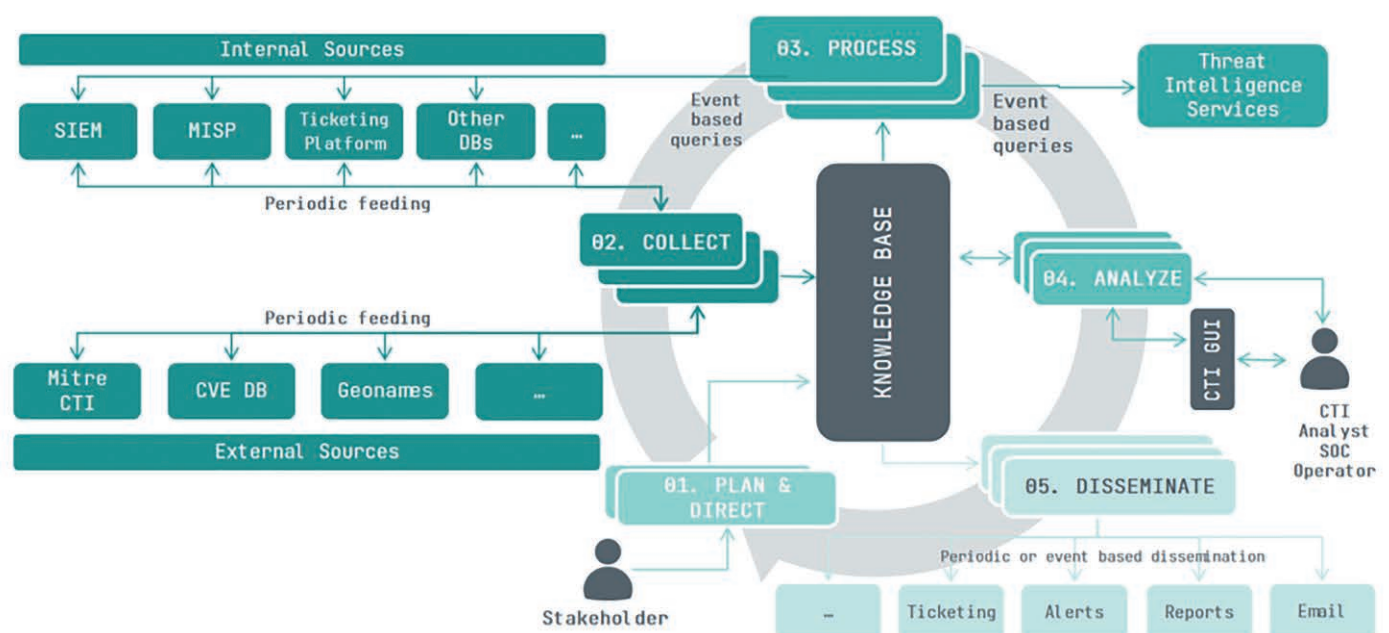 Internal Sources
SIEM
MISP
Ticketing
Platform
Other
DBs
…
Periodic feeding
03. PROCESS
Event
based
queries
Event
based
queries
Threat
Intelligence
Services
02. COLLECT
KNOWLEDGE BASE
04. ANALYZE
CTI GUI
CTI
Analyst
SOC
Operator
Periodic feeding
Mitre
CTI
CVE DB
Geonames
…
External Sources
01. PLAN &
DIRECT
Stakeholder
05. DISSEMINATE
Periodic or event based dissemination
…
Ticketing
Alerts
Reports
Email